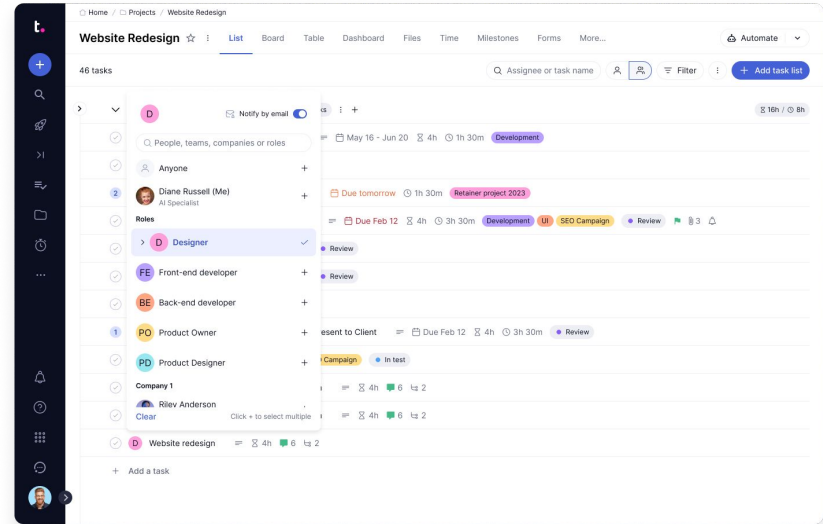 Home / Projects / Website Redesign
t.
Website Redesign
List Board Table Dashboard Files Time Milestones Forms More...
Automate
46 tasks
Assignee or task name
Filter
+ Add task list
D Notify by email
16h / 8h
People, teams, companies or roles
May 16 - Jun 20 4h 1h 30m Development
Anyone +
2
Diane Russell (Me) +
AI Specialist
Due tomorrow 1h 30m Retainer project 2023
Roles
Due Feb 12 4h 3h 30m Development UI SEO Campaign Review 3
D Designer
Review
FE Front-end developer +
Review
BE Back-end developer +
1
PO Product Owner +
Due Feb 12 4h 3h 30m Review
to Client
PD Product Designer +
Campaign In test
Company 1
4h 6 2
Riley Anderson
Clear Click + to select multiple
4h 6 2
D Website redesign 4h 6 2
+ Add a task